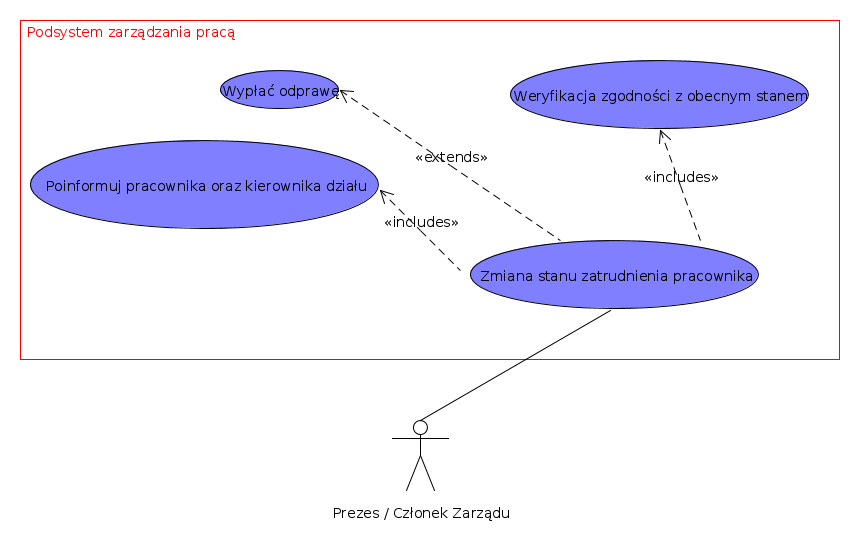 Podsystem zarządzania pracą
Wypłać odprawę
Weryfikacja zgodności z obecnym stanem
«extends»
«includes»
Poinformuj pracownika oraz kierownika działu
«includes»
Zmiana stanu zatrudnienia pracownika
Prezes / Członek Zarządu